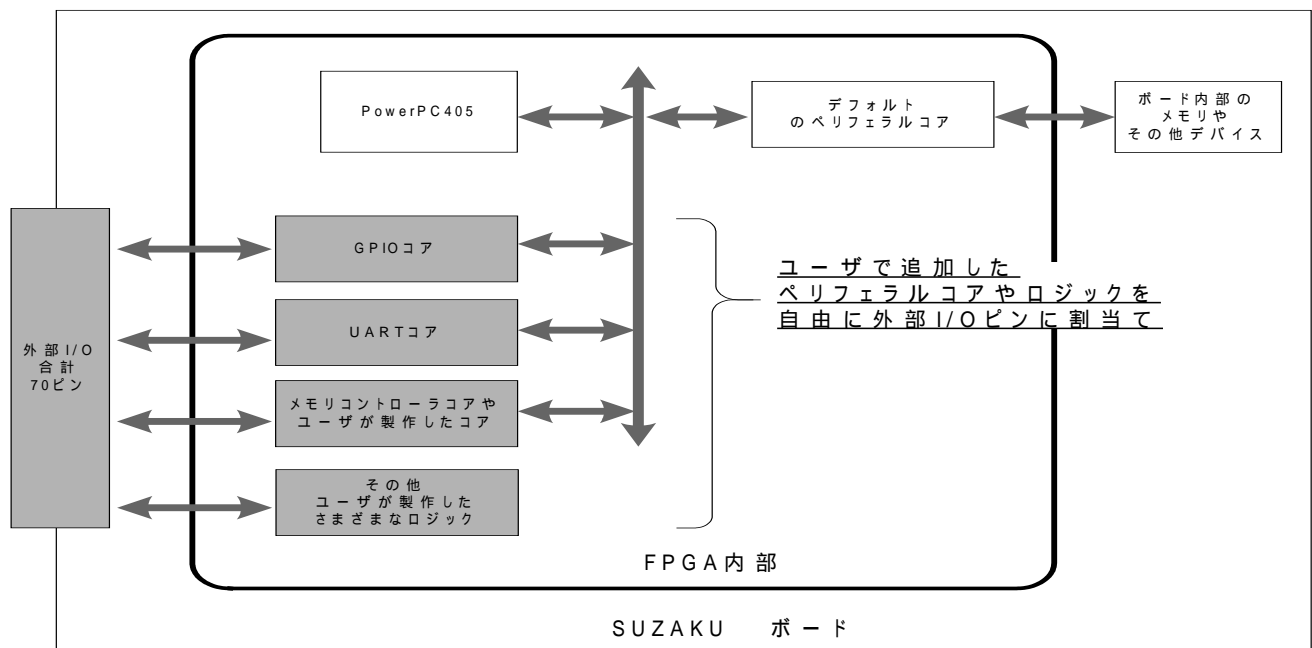 PowerPC405
デフォルト
のペリフェラルコア
ボード内部の
メモリや
その他デバイス
外部I/O
合計
70ピン
GPIOコア
UARTコア
メモリコントローラコアや
ユーザが製作したコア
その他
ユーザが製作した
さまざまなロジック
ユーザで追加した
ペリフェラルコアやロジックを
自由に外部I/Oピンに割当て
FPGA内部
SUZAKU ボード